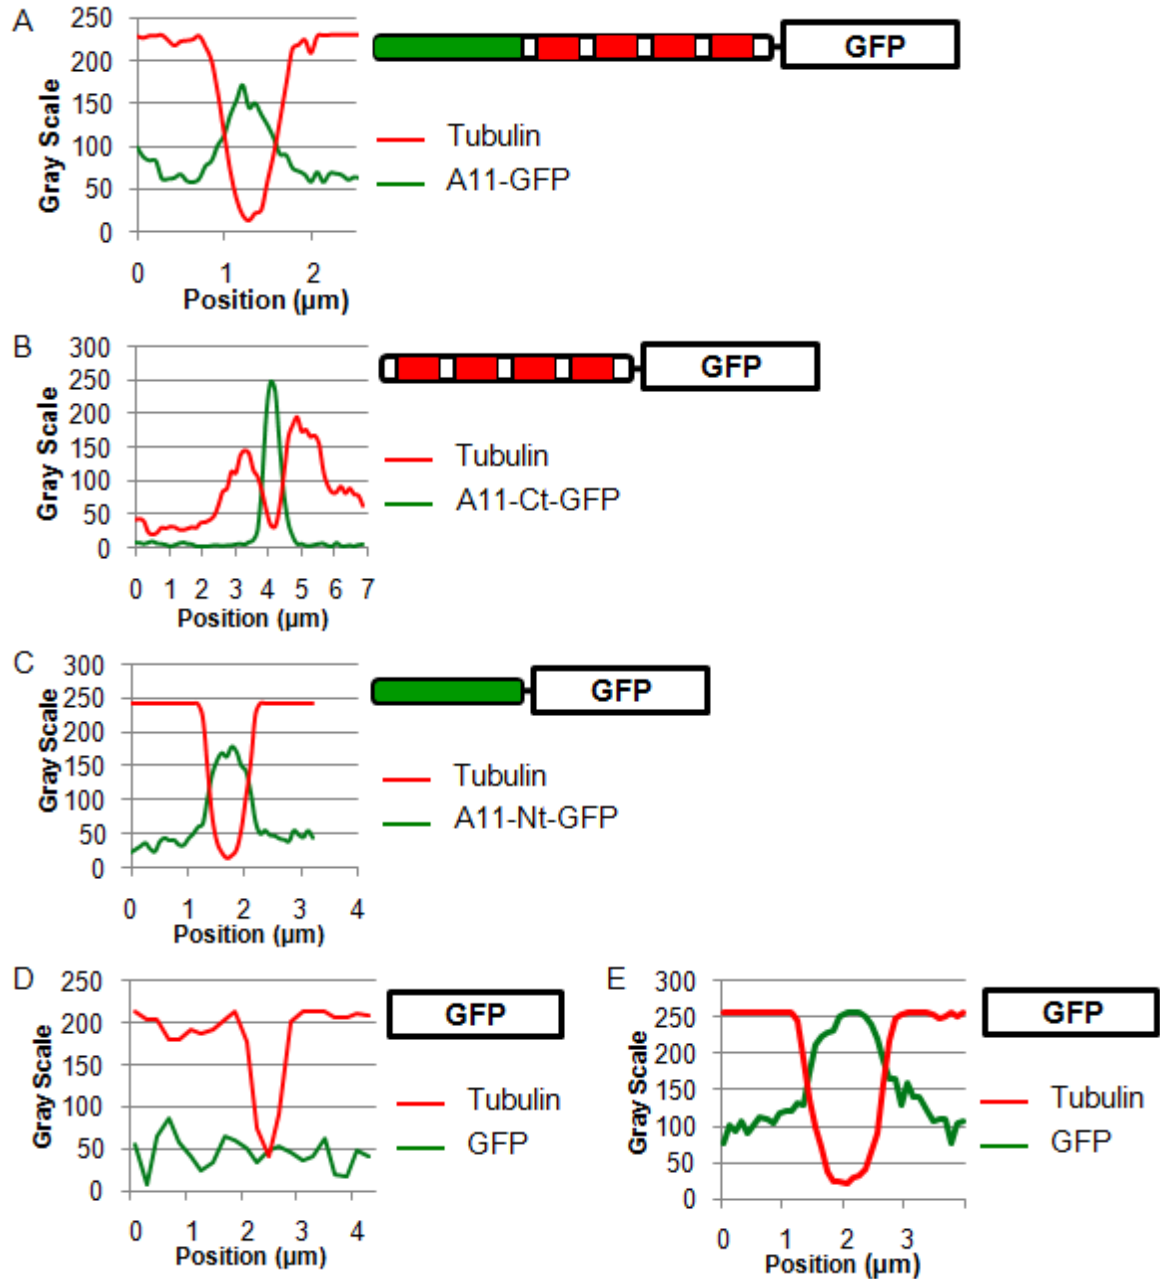 A
250
200
150
100
50
0
Gray Scale
0 1 2
Position (µm)
GFP
Tubulin
A11-GFP
B
300
250
200
150
100
50
0
Gray Scale
0 1 2 3 4 5 6 7
Position (µm)
GFP
Tubulin
A11-Ct-GFP
C
300
250
200
150
100
50
0
Gray Scale
0 1 2 3 4
Position (µm)
GFP
Tubulin
A11-Nt-GFP
D
250
200
150
100
50
0
Gray Scale
0 1 2 3 4
Position (µm)
GFP
Tubulin
GFP
E
300
250
200
150
100
50
0
Gray Scale
0 1 2 3
Position (µm)
GFP
Tubulin
GFP